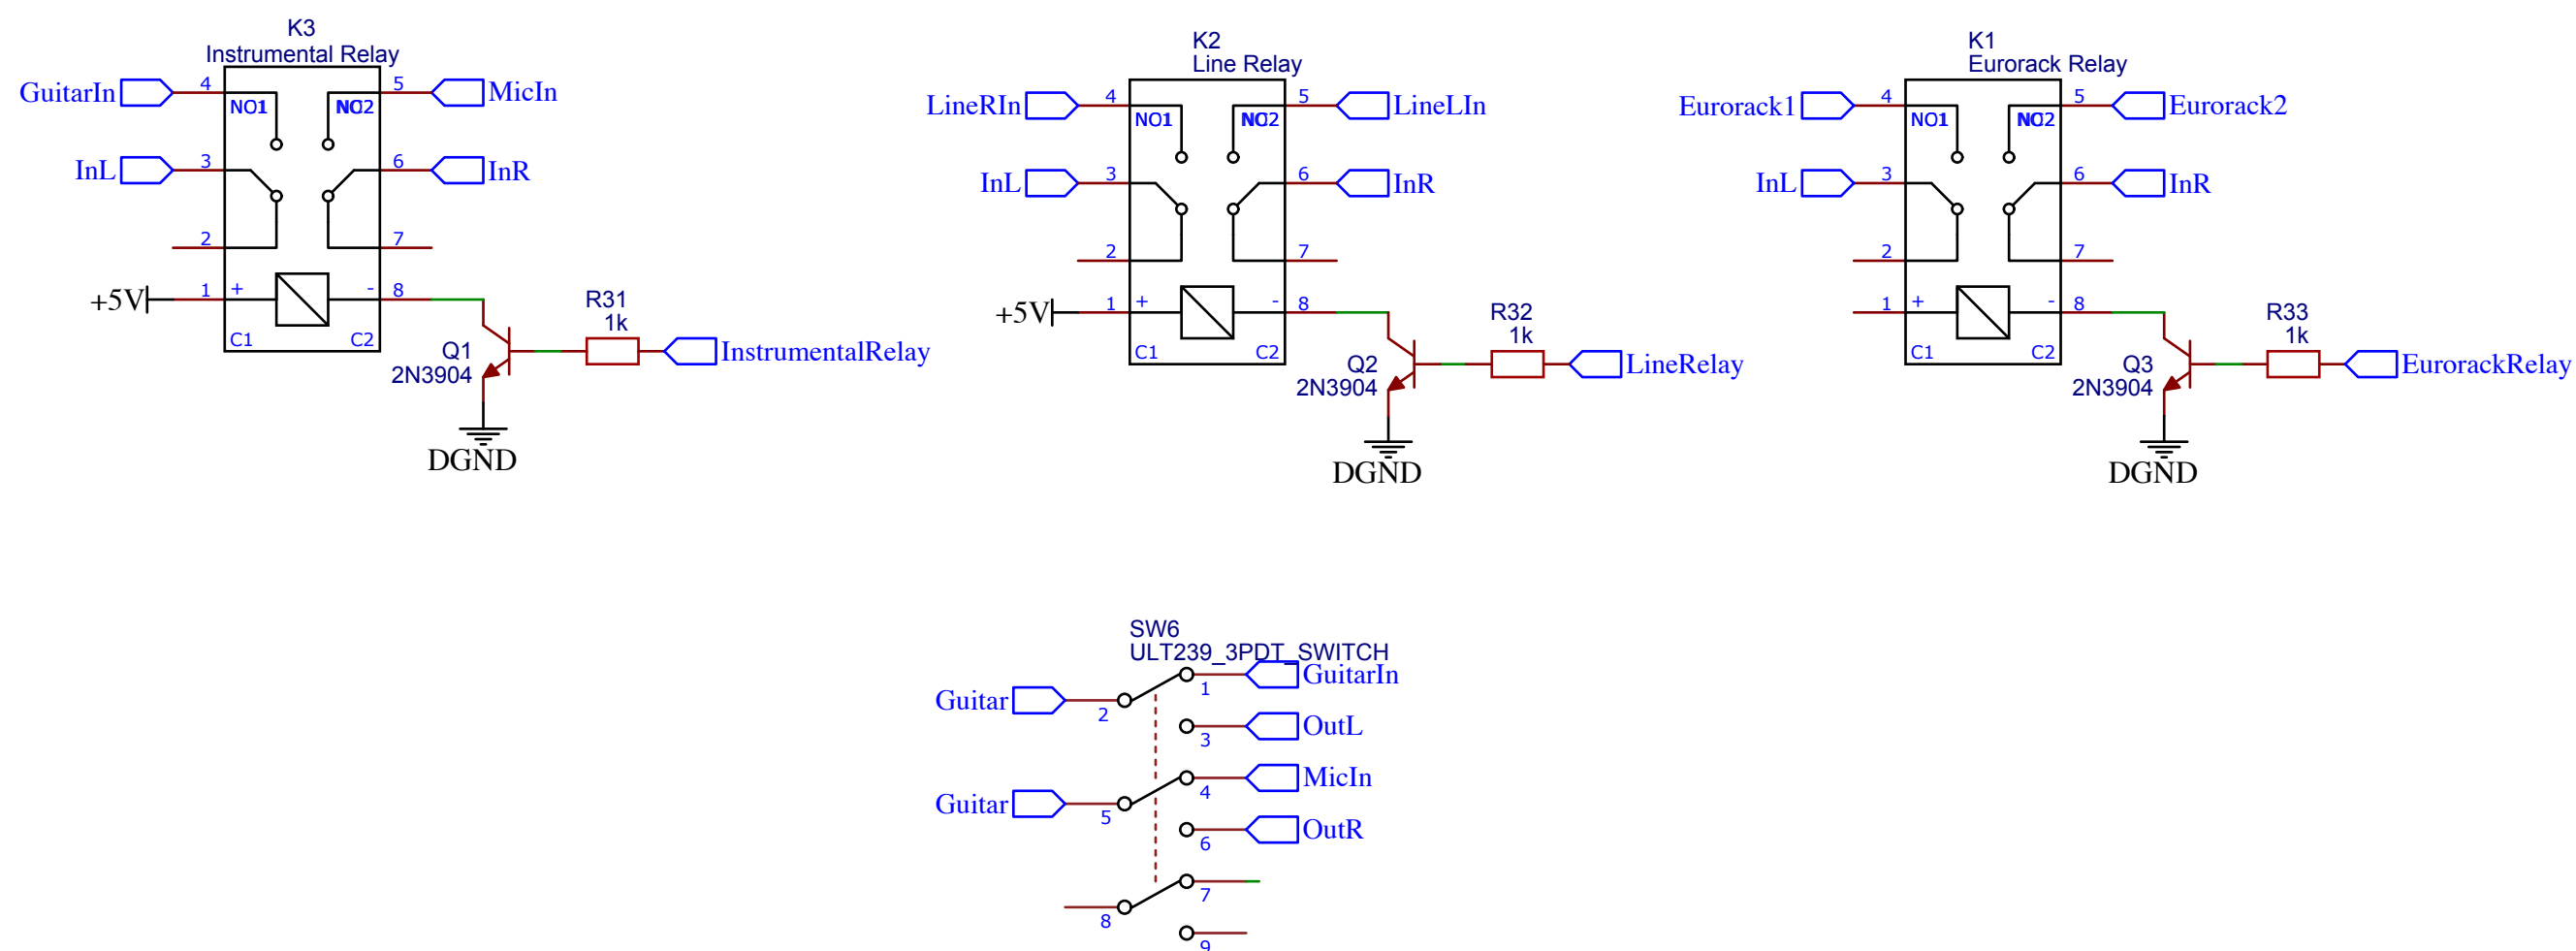 K3
Instrumental Relay
GuitarIn
4
5
MicIn
NO1
NO2
InL
3
6
InR
2
7
+5V
1
+
-
8
C1
C2
R31
1k
Q1
2N3904
InstrumentalRelay
DGND
K2
Line Relay
LineRIn
4
5
LineLIn
NO1
NO2
InL
3
6
InR
2
7
+5V
1
+
-
8
C1
C2
R32
1k
Q2
2N3904
LineRelay
DGND
K1
Eurorack Relay
Eurorack1
4
5
Eurorack2
NO1
NO2
InL
3
6
InR
2
7
1
+
-
8
C1
C2
R33
1k
Q3
2N3904
EurorackRelay
DGND
SW6
ULT239_3PDT_SWITCH
GuitarIn
1
Guitar
2
OutL
3
MicIn
4
Guitar
5
OutR
6
7
8
9